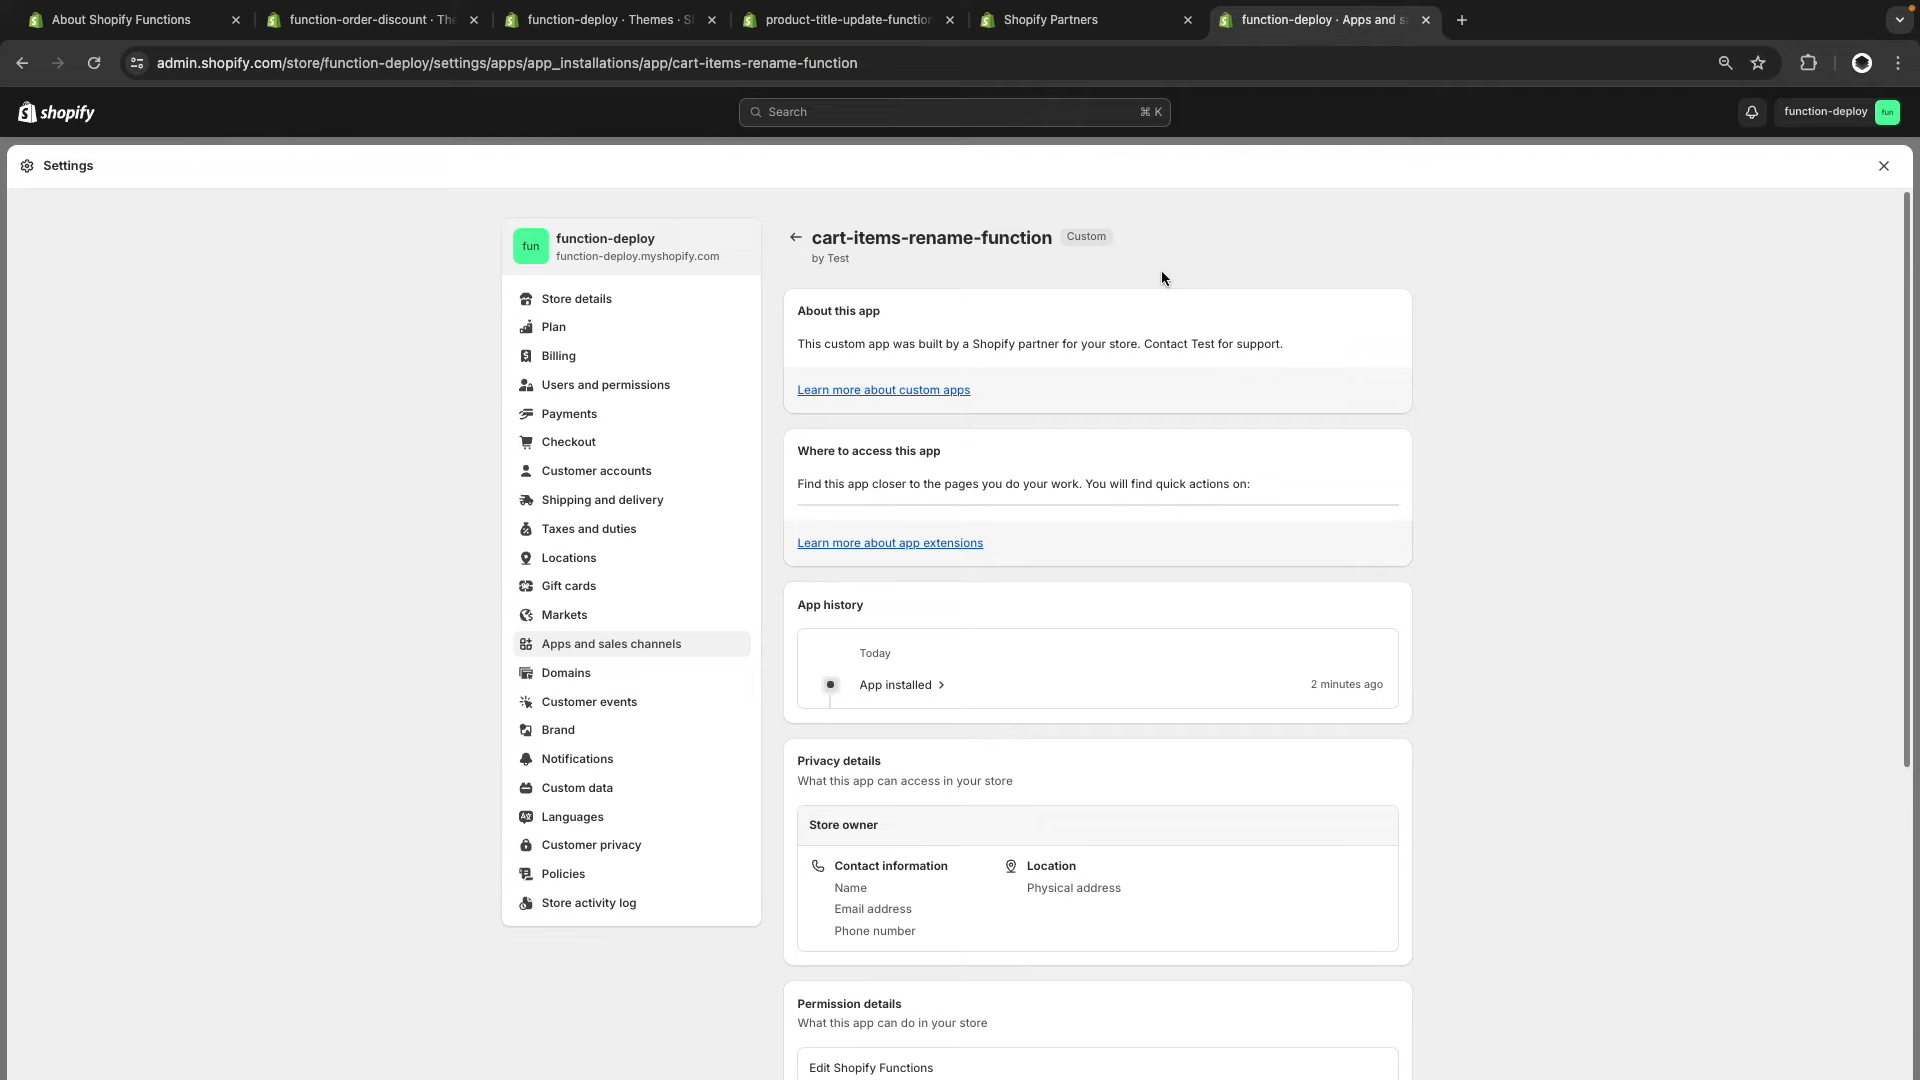 About Shopify Functions
function-order-discount · The
function-deploy · Themes · S
product-title-update-function
Shopify Partners
function-deploy · Apps and s
admin.shopify.com/store/function-deploy/settings/apps/app_installations/app/cart-items-rename-function
shopify
Search
⌘ K
function-deploy
fun
Settings
fun
function-deploy
function-deploy.myshopify.com
Store details
Plan
Billing
Users and permissions
Payments
Checkout
Customer accounts
Shipping and delivery
Taxes and duties
Locations
Gift cards
Markets
Apps and sales channels
Domains
Customer events
Brand
Notifications
Custom data
Languages
Customer privacy
Policies
Store activity log
cart-items-rename-function Custom
by Test
About this app
This custom app was built by a Shopify partner for your store. Contact Test for support.
Learn more about custom apps
Where to access this app
Find this app closer to the pages you do your work. You will find quick actions on:
Learn more about app extensions
App history
Today
App installed
2 minutes ago
Privacy details
What this app can access in your store
Store owner
Contact information
Name
Email address
Phone number
Location
Physical address
Permission details
What this app can do in your store
Edit Shopify Functions